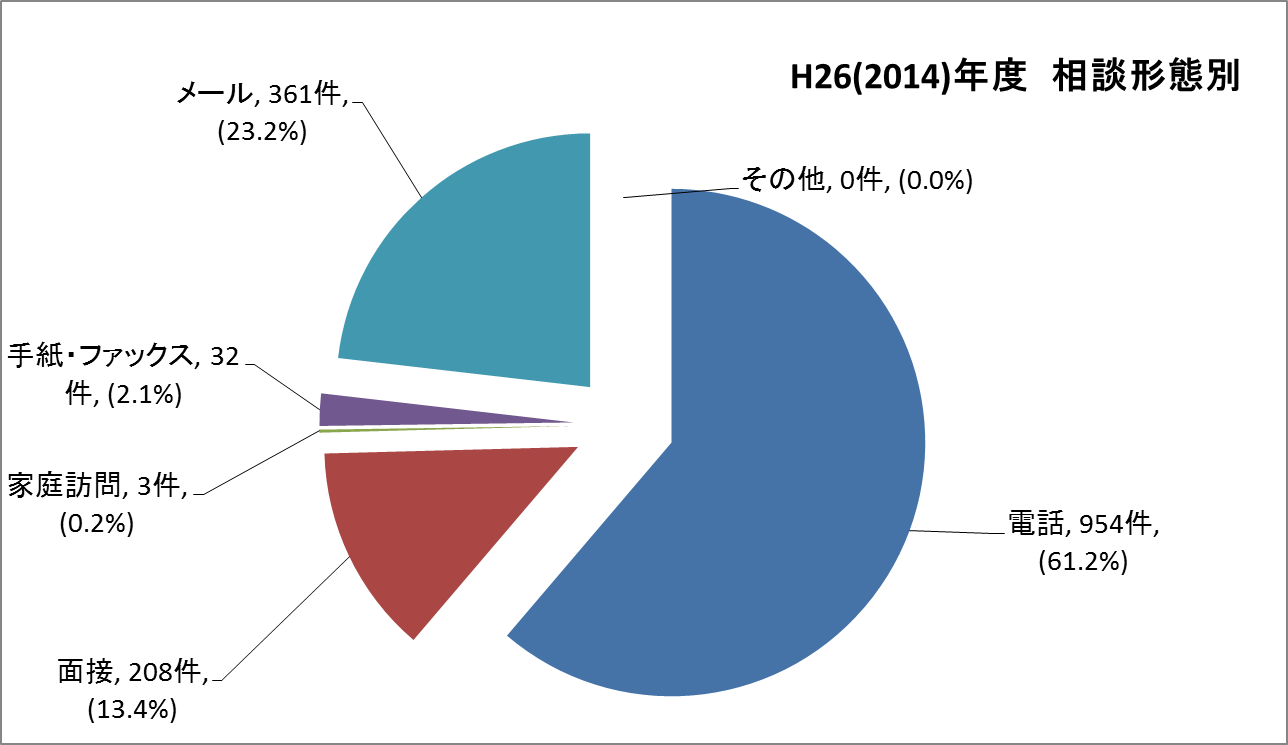 H26(2014)年度　相談形態別
メール, 361件,
(23.2%)
その他, 0件, (0.0%)
手紙・ファックス, 32
件, (2.1%)
家庭訪問, 3件,
(0.2%)
電話, 954件,
(61.2%)
面接, 208件,
(13.4%)